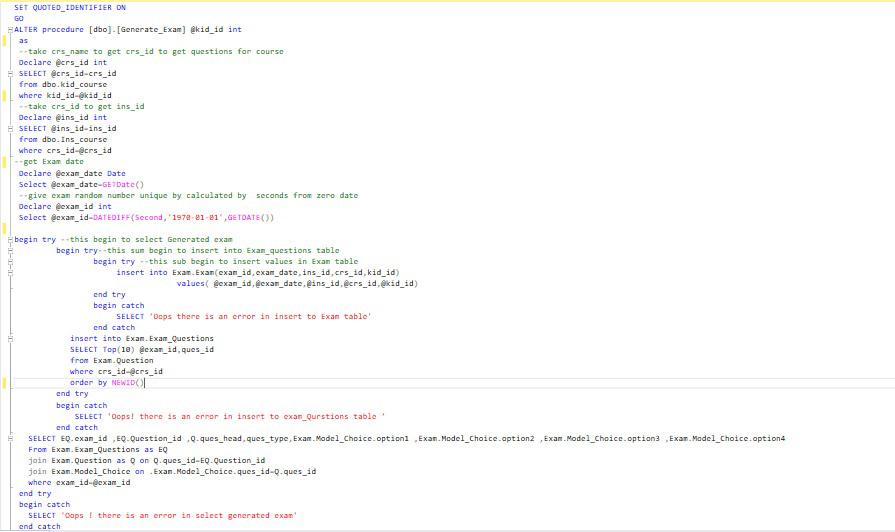 SET QUOTED_IDENTIFIER ON
GO
ALTER procedure [dbo].[Generate_Exam] @kid_id int
as
--take crs_name to get crs_id to get questions for course
Declare @crs_id int
SELECT @crs_id=crs_id
from dbo.kid_course
where kid_id=@kid_id
--take crs_id to get ins_id
Declare @ins_id int
SELECT @ins_id=ins_id
from dbo.Ins_course
where crs_id=@crs_id
--get Exam date
Declare @exam_date Date
Select @exam_date=GETDate()
--give exam random number unique by calculated by  seconds from zero date
Declare @exam_id int
Select @exam_id=DATEDIFF(Second,'1970-01-01',GETDATE())
begin try --this begin to select Generated exam
begin try--this sum begin to insert into Exam_questions table
begin try --this sub begin to insert values in Exam table
insert into Exam.Exam(exam_id,exam_date,ins_id,crs_id,kid_id)
values( @exam_id,@exam_date,@ins_id,@crs_id,@kid_id)
end try
begin catch
SELECT 'Oops there is an error in insert to Exam table'
end catch
insert into Exam.Exam_Questions
SELECT Top(10) @exam_id,ques_id
from Exam.Question
where crs_id=@crs_id
order by NEWID()
end try
begin catch
SELECT 'Oops! there is an error in insert to exam_Qurstions table '
end catch
SELECT EQ.exam_id ,EQ.Question_id ,Q.ques_head,ques_type,Exam.Model_Choice.option1 ,Exam.Model_Choice.option2 ,Exam.Model_Choice.option3 ,Exam.Model_Choice.option4
From Exam.Exam_Questions as EQ
join Exam.Question as Q on Q.ques_id=EQ.Question_id
join Exam.Model_Choice on .Exam.Model_Choice.ques_id=Q.ques_id
where exam_id=@exam_id
end try
begin catch
SELECT 'Oops ! there is an error in select generated exam'
end catch